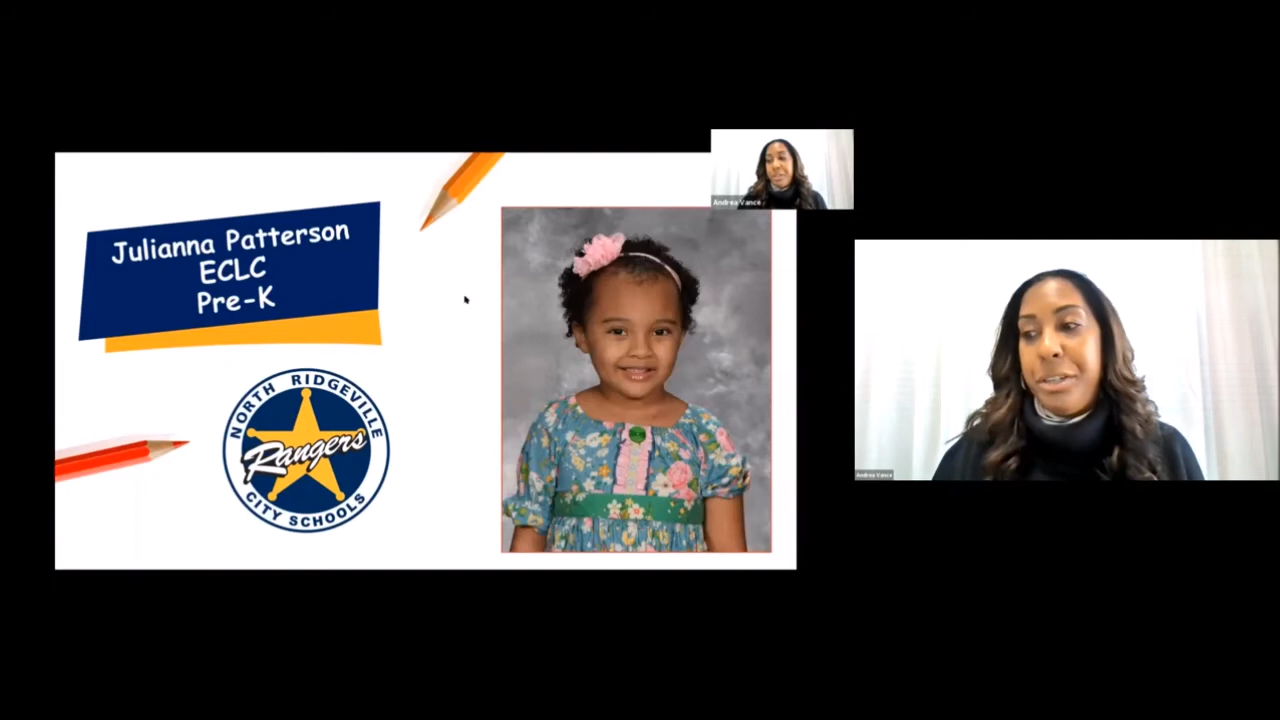 Julianna Patterson
ECLC
Pre-K
NORTH RIDGEVILLE
Rangers
CITY SCHOOLS
Andrea Vance
Andrea Vance